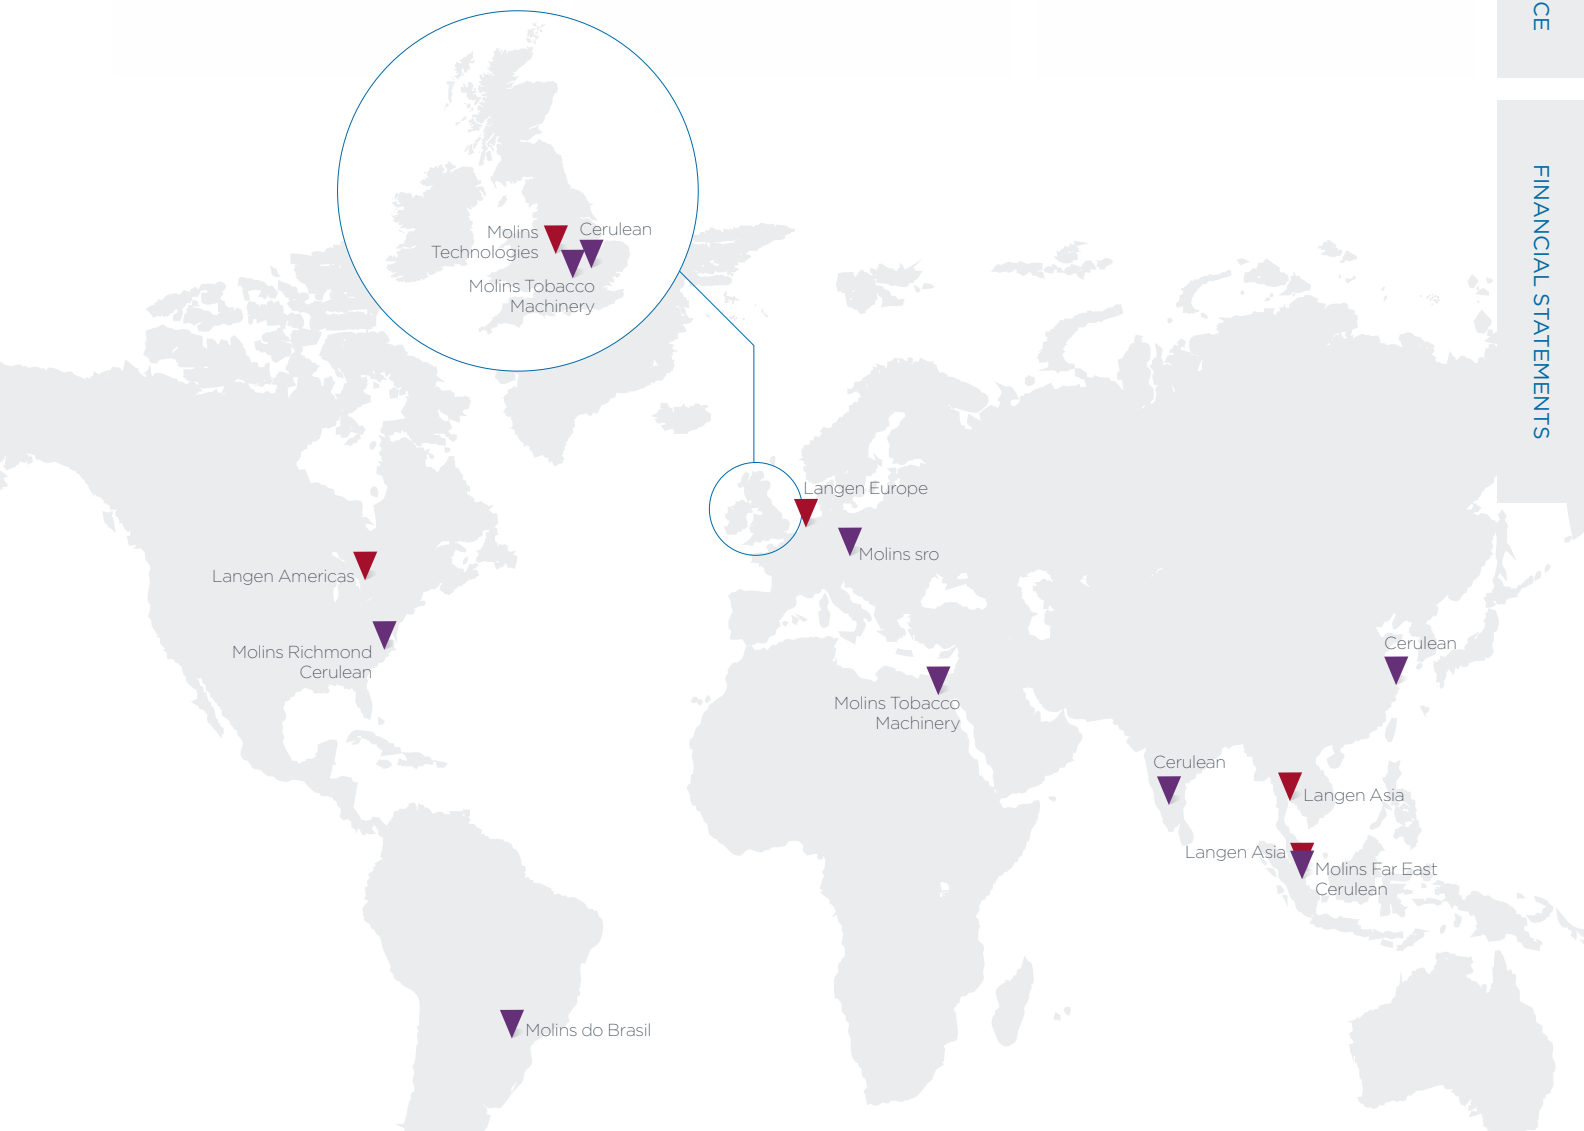 CE
FINANCIAL STATEMENTS
Molins
Technologies
Cerulean
Molins Tobacco
Machinery
Langen Europe
Molins sro
Langen Americas
Molins Richmond
Cerulean
Molins Tobacco
Machinery
Cerulean
Cerulean
Langen Asia
Langen Asia
Molins Far East
Cerulean
Molins do Brasil